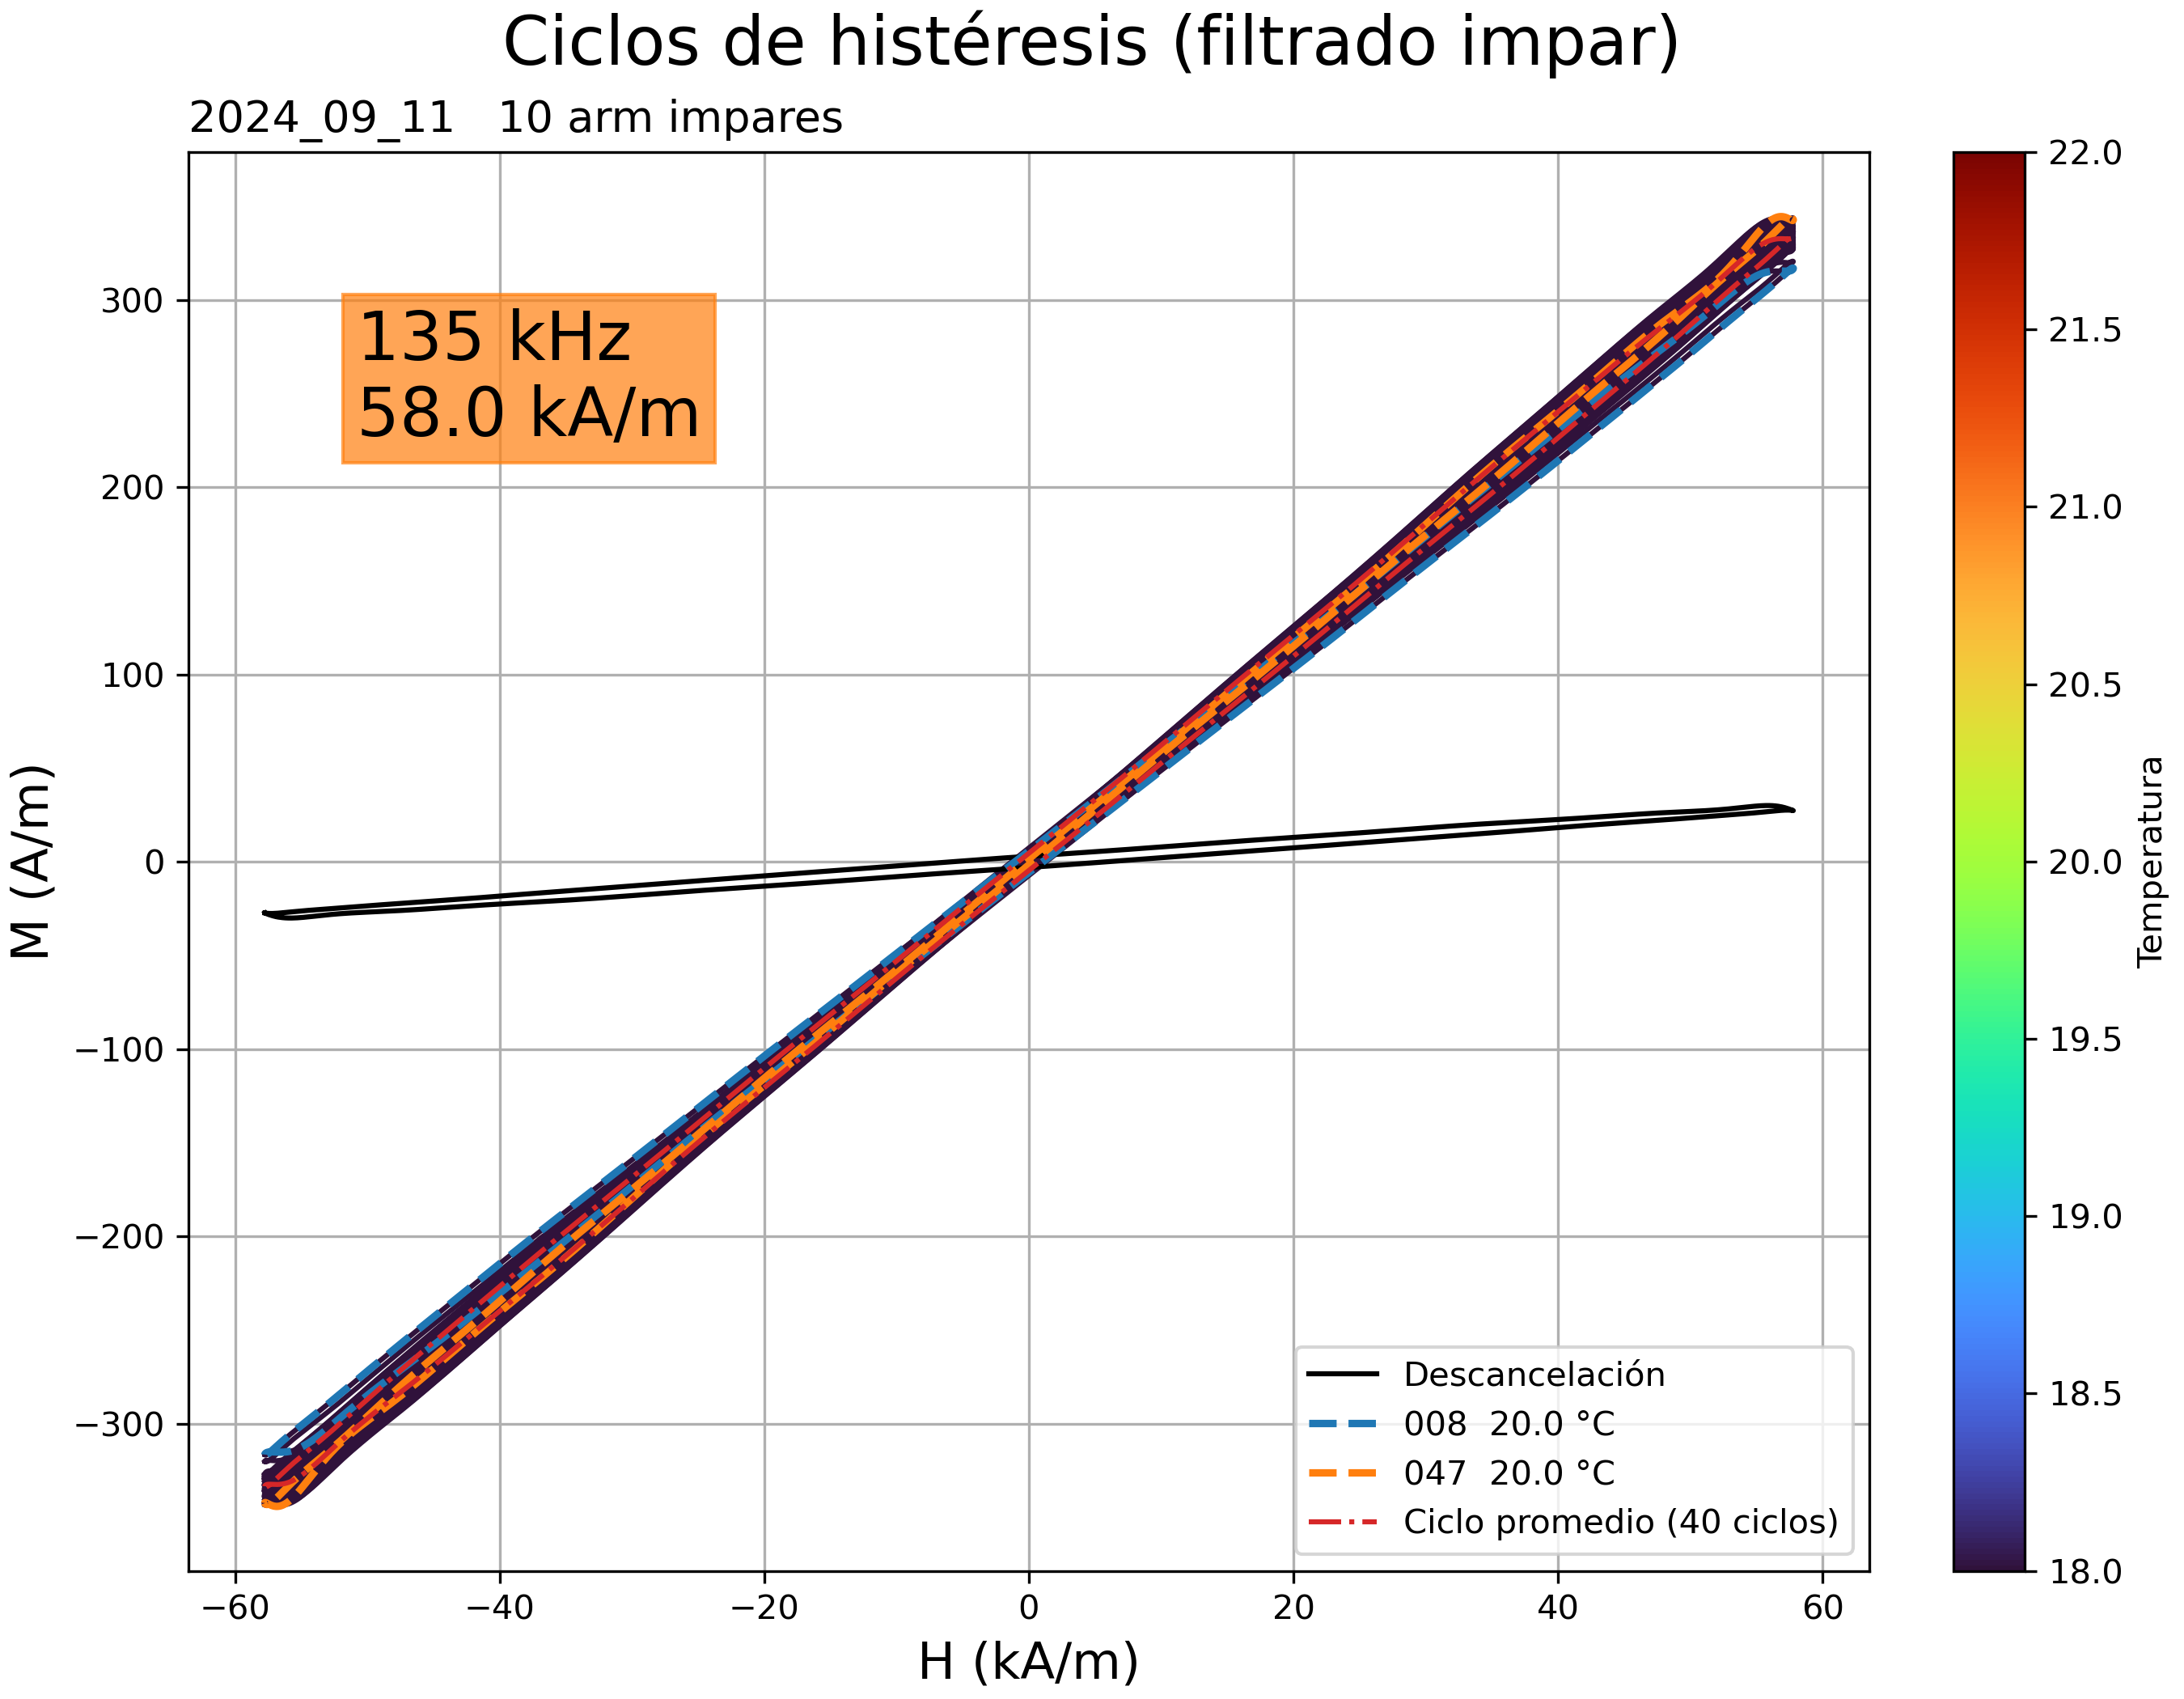 Ciclos de histéresis (filtrado impar)
2024_09_11   10 arm impares
135 kHz
58.0 kA/m
M (A/m)
300
200
100
0
−100
−200
−300
−60
−40
−20
0
20
40
60
H (kA/m)
Descancelación
008  20.0 °C
047  20.0 °C
Ciclo promedio (40 ciclos)
22.0
21.5
21.0
20.5
20.0
19.5
19.0
18.5
18.0
Temperatura